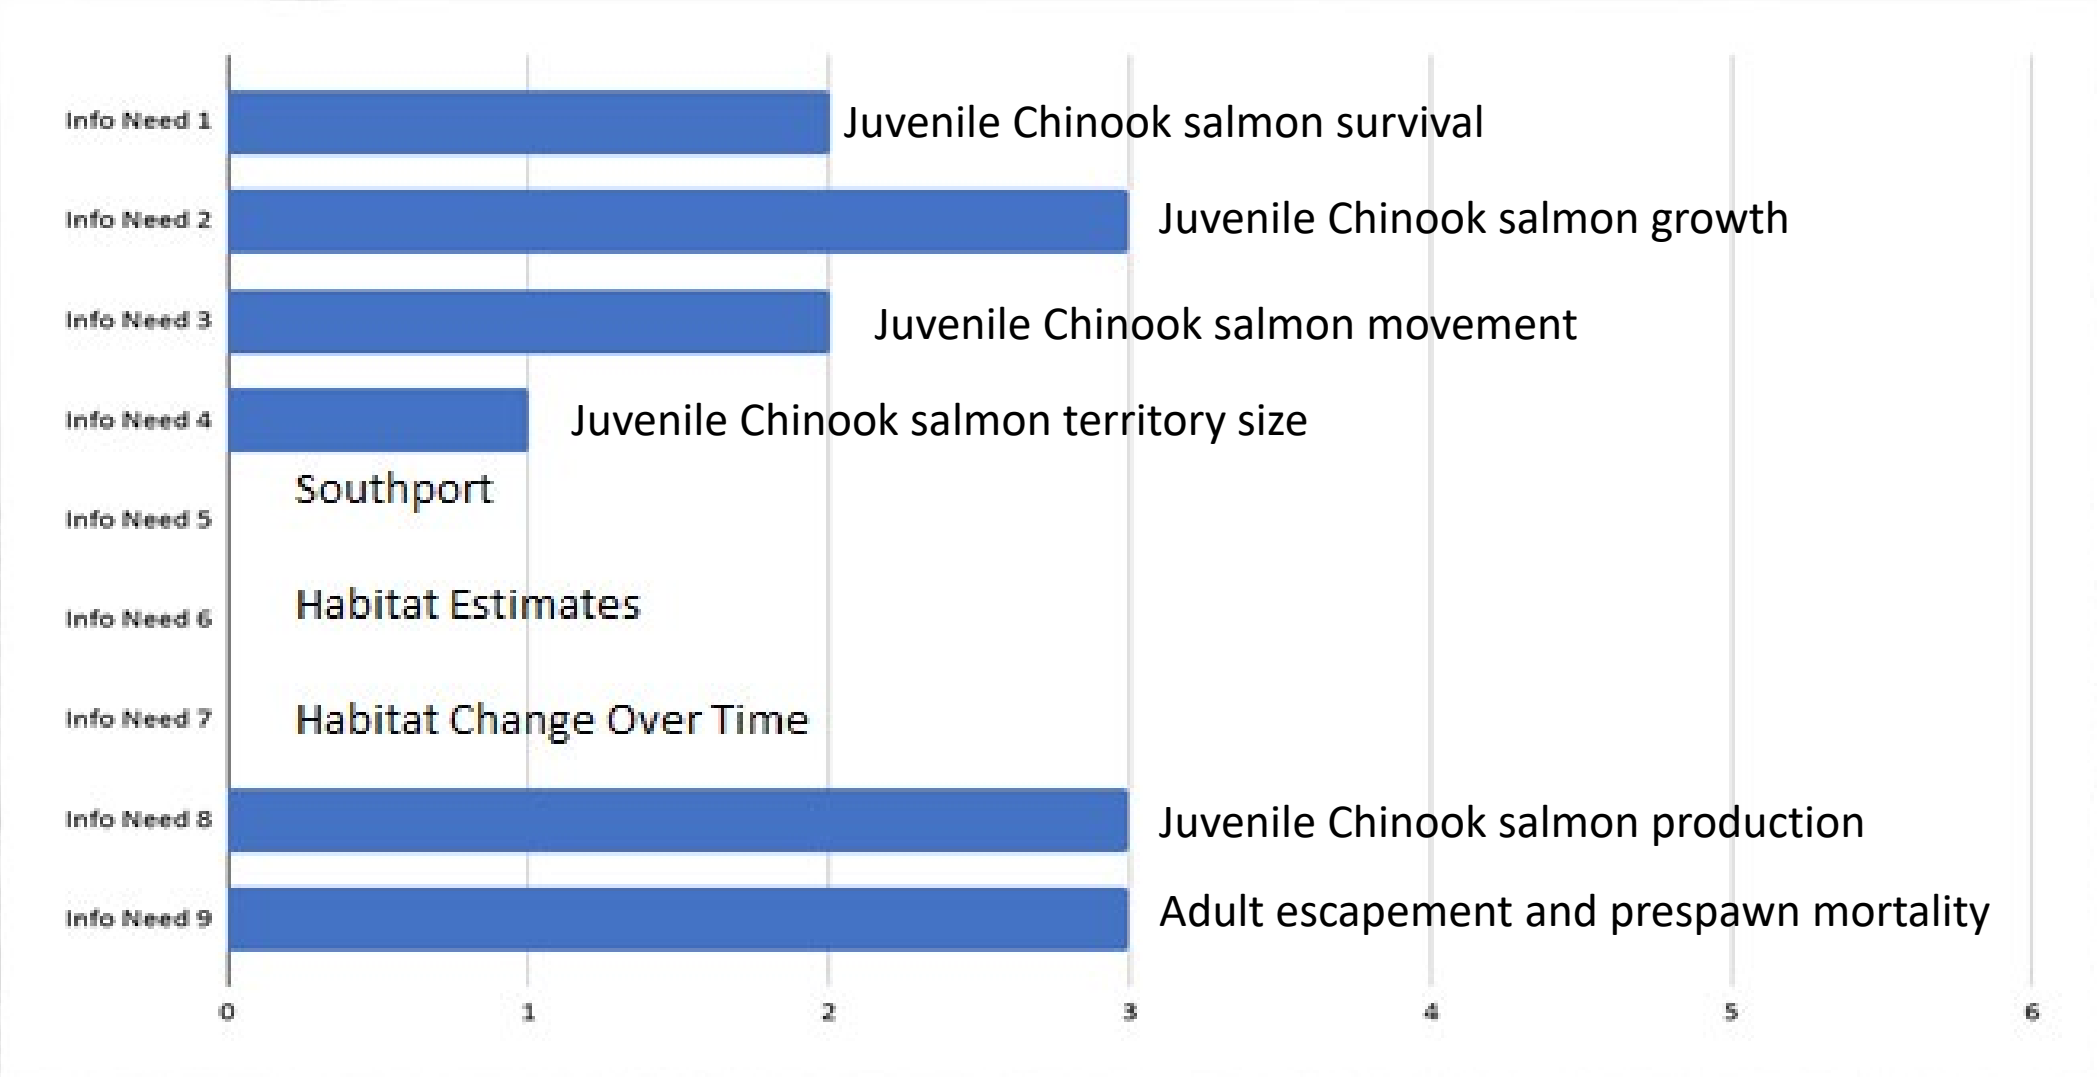 Info Need 1 Juvenile Chinook salmon survival
Info Need 2 Juvenile Chinook salmon growth
Info Need 3 Juvenile Chinook salmon movement
Info Need 4 Juvenile Chinook salmon territory size
Info Need 5 Southport
Info Need 6 Habitat Estimates
Info Need 7 Habitat Change Over Time
Info Need 8 Juvenile Chinook salmon production
Info Need 9 Adult escapement and prespawn mortality
0 1 2 3 4 5 6